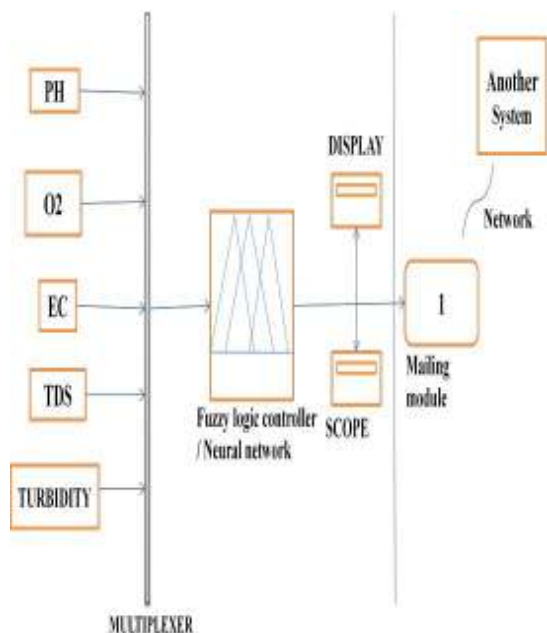 PH
O2
EC
TDS
TURBIDITY
MULTIPLEXER
Fuzzy logic controller
/ Neural network
DISPLAY
SCOPE
1
Mailing
module
Network
Another
System